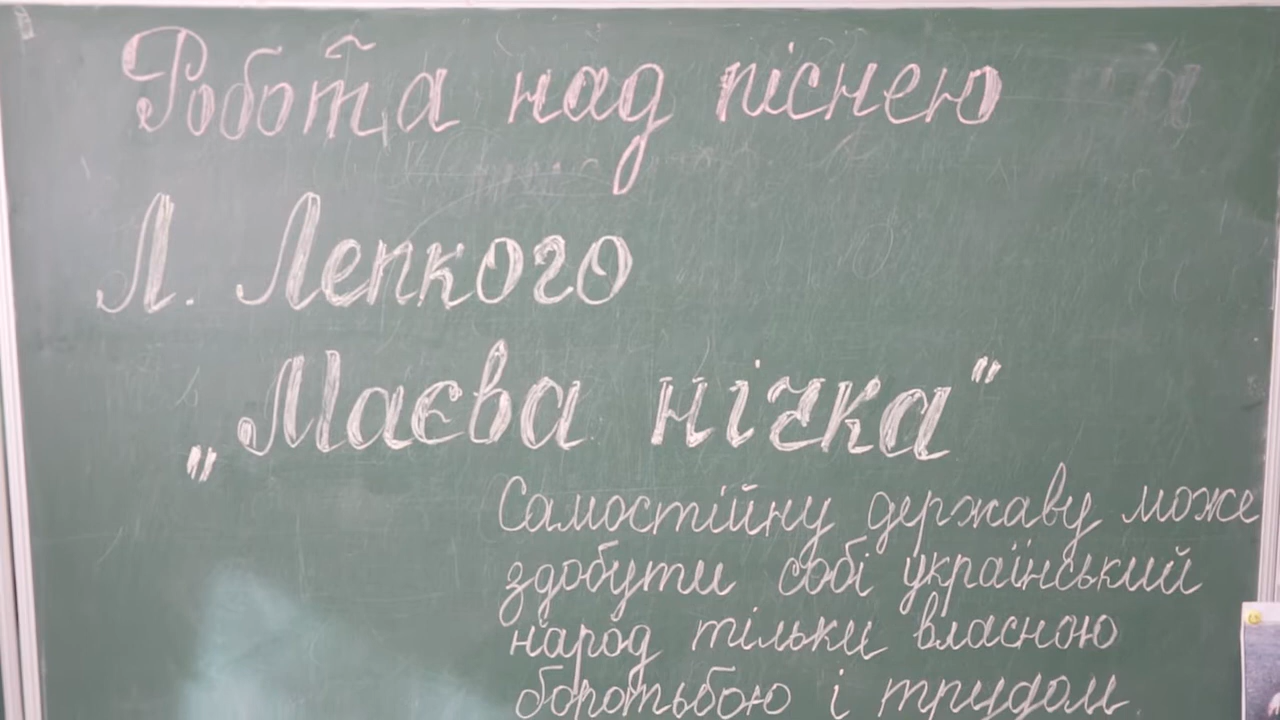 Робота над піснею
Л. Лепкого
„Маєва нічка"
Самостійну державу може
здобути собі український
народ тільки власною
боротьбою і трудом